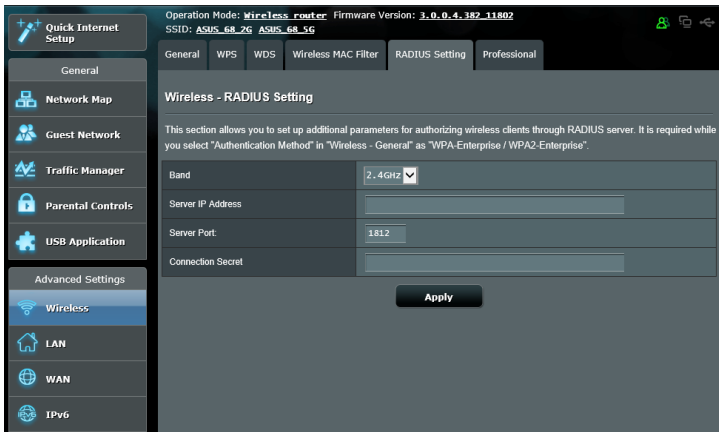 Quick Internet
Setup
General
Network Map
Guest Network
Traffic Manager
Parental Controls
USB Application
Advanced Settings
Wireless
LAN
WAN
IPv6
Operation Mode: Wireless router Firmware Version: 3.0.0.4.382_11802
SSID: ASUS_68_2G ASUS_68_5G
General WPS WDS Wireless MAC Filter RADIUS Setting Professional
Wireless - RADIUS Setting
This section allows you to set up additional parameters for authorizing wireless clients through RADIUS server. It is required while
you select "Authentication Method" in "Wireless - General" as "WPA-Enterprise / WPA2-Enterprise".
Band 2.4GHz
Server IP Address
Server Port: 1812
Connection Secret
Apply